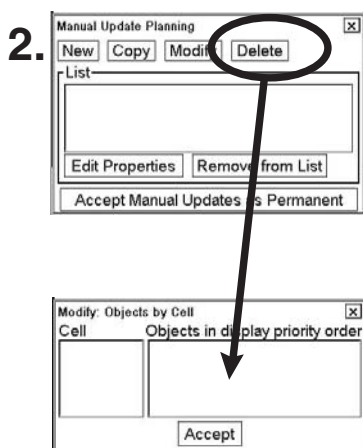 2.
Manual Update Planning
New Copy Modify Delete
List
Edit Properties Remove from List
Accept Manual Updates as Permanent
Modify: Objects by Cell
Cell Objects in display priority order
Accept